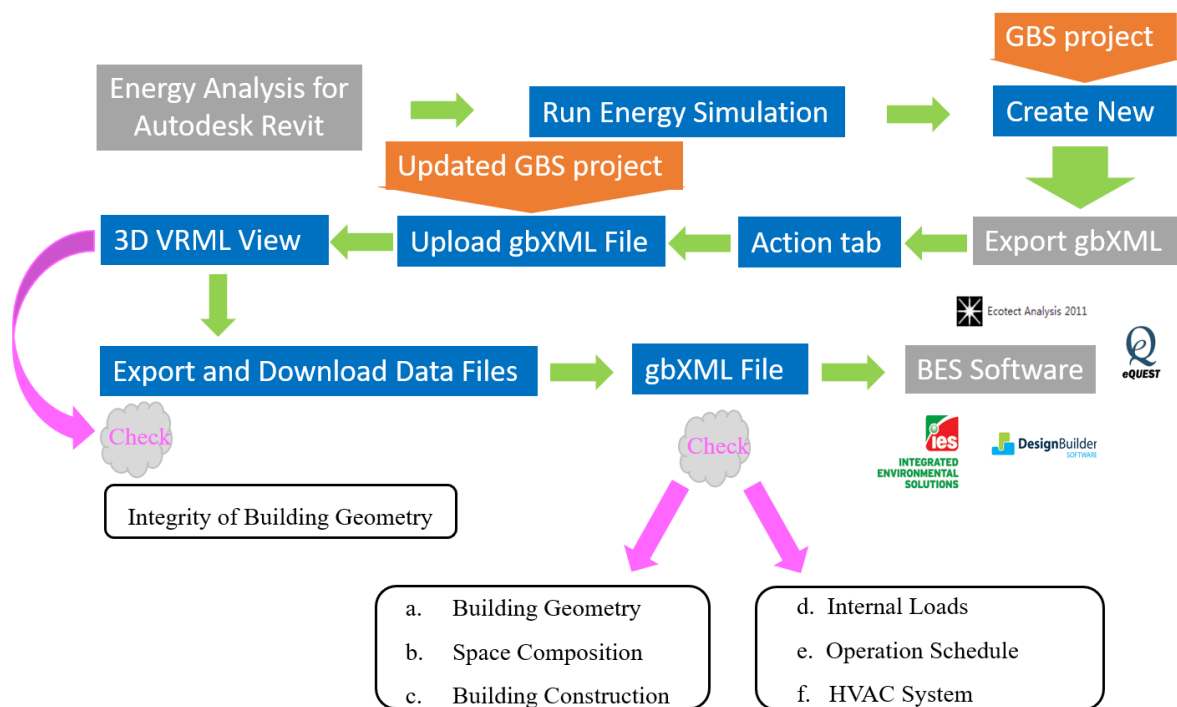 GBS project
Energy Analysis for
Autodesk Revit
Run Energy Simulation
Create New
Updated GBS project
3D VRML View
Upload gbXML File
Action tab
Export gbXML
Ecotect Analysis 2011
Export and Download Data Files
gbXML File
BES Software
eQUEST
Check
Check
ies
INTEGRATED
ENVIRONMENTAL
SOLUTIONS
DesignBuilder
SOFTWARE
Integrity of Building Geometry
a. Building Geometry
b. Space Composition
c. Building Construction
d. Internal Loads
e. Operation Schedule
f. HVAC System